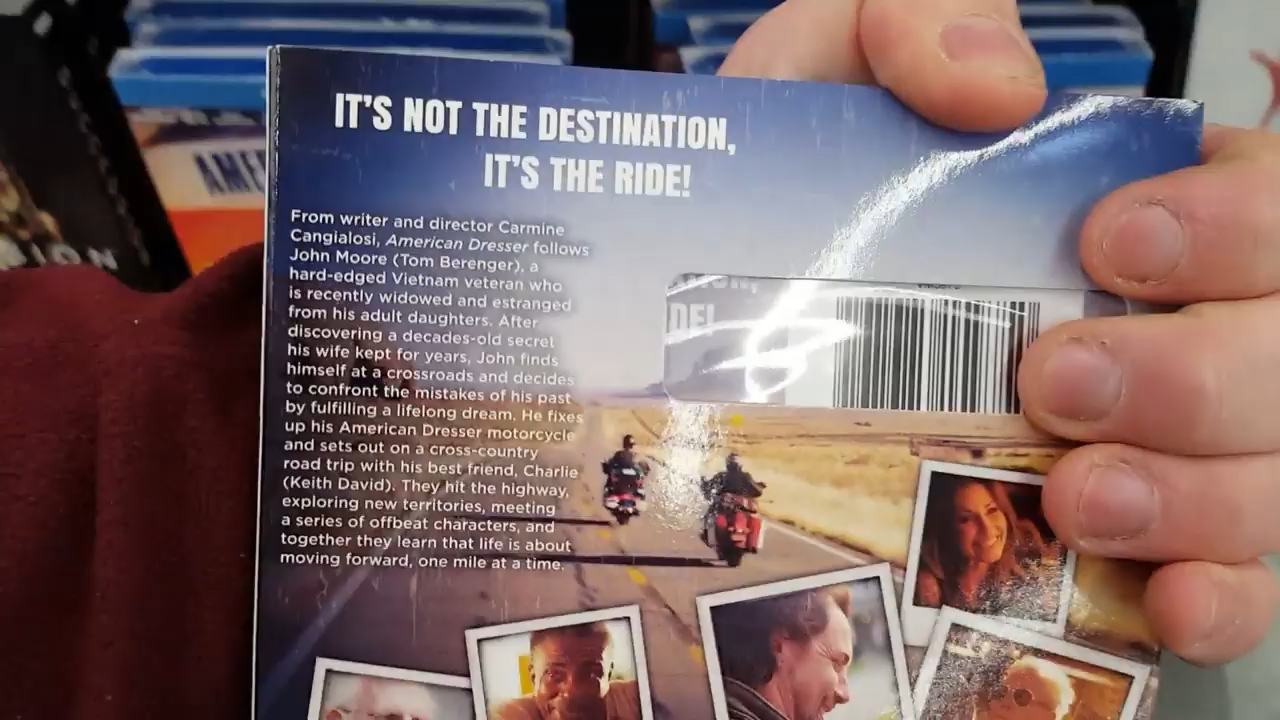 IT'S NOT THE DESTINATION,
IT'S THE RIDE!
From writer and director Carmine
Cangialosi, American Dresser follows
John Moore (Tom Berenger), a
hard-edged Vietnam veteran who
is recently widowed and estranged
from his adult daughters. After
discovering a decades-old secret
his wife kept for years, John finds
himself at a crossroads and decides
to confront the mistakes of his past
by fulfilling a lifelong dream. He fixes
up his American Dresser motorcycle
and sets out on a cross-country
road trip with his best friend, Charlie
(Keith David). They hit the highway,
exploring new territories, meeting
a series of offbeat characters, and
together they learn that life is about
moving forward, one mile at a time.
AME
ION
DE!